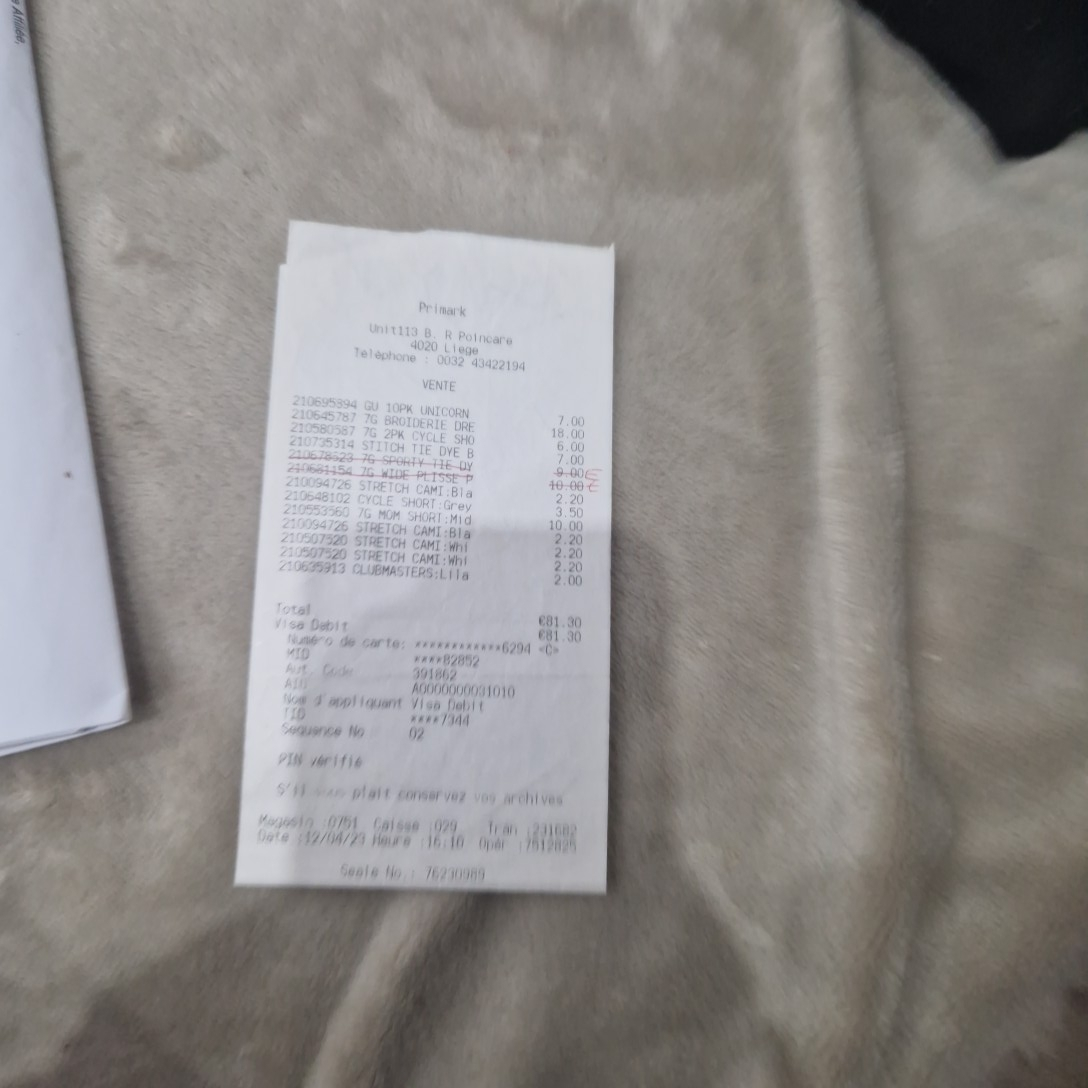 e Affiliée,
Primark
Unit113 B. R Poincare
4020 Liege
Telephone : 0032 43422194
VENTE
210695894 GU 10PK UNICORN 7.00
210645787 7G BROIDERIE DRE 18.00
210580587 7G 2PK CYCLE SHO 6.00
210735314 STITCH TIE DYE B 7.00
210678623 7G SPORTY TIE DY 9.00 E
210681154 7G WIDE PLISSE P 10.00 E
210094726 STRETCH CAMI:Bla 2.20
210648102 CYCLE SHORT:Grey 3.50
210553560 7G MOM SHORT:Mid 10.00
210094726 STRETCH CAMI:Bla 2.20
210507520 STRETCH CAMI:Whi 2.20
210507520 STRETCH CAMI:Whi 2.20
210635913 CLUBMASTERS:Lila 2.00
Total €81.30
Visa Debit €81.30
Numéro de carte: ************6294 <C>
MID ****82852
Aut. Code 391862
AID A0000000031010
Nom d'appliquant Visa Debit
TID ****7344
Sequence No 02
PIN vérifié
S'il vous plait conservez vos archives
Magasin :0751 Caisse :029 Tran :231682
Date :12/04/23 Heure :16:10 Opér :7512825
Seale No.: 76230989